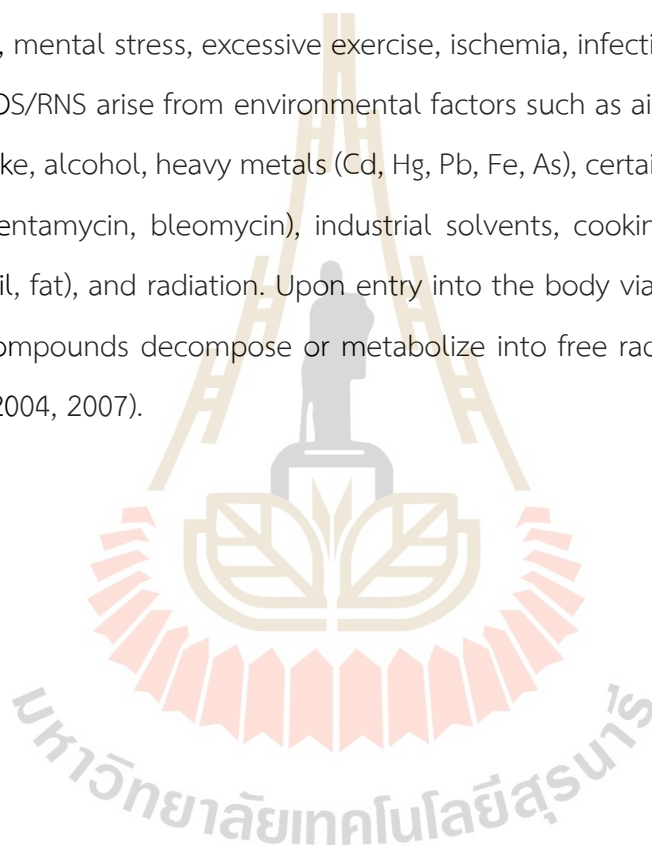 , mental stress, excessive exercise, ischemia, infecti
OS/RNS arise from environmental factors such as ai
ke, alcohol, heavy metals (Cd, Hg, Pb, Fe, As), certai
entamycin, bleomycin), industrial solvents, cookin
il, fat), and radiation. Upon entry into the body via
ompounds decompose or metabolize into free rad
2004, 2007).
มหาวิทยาลัยเทคโนโลยีสุรนารี